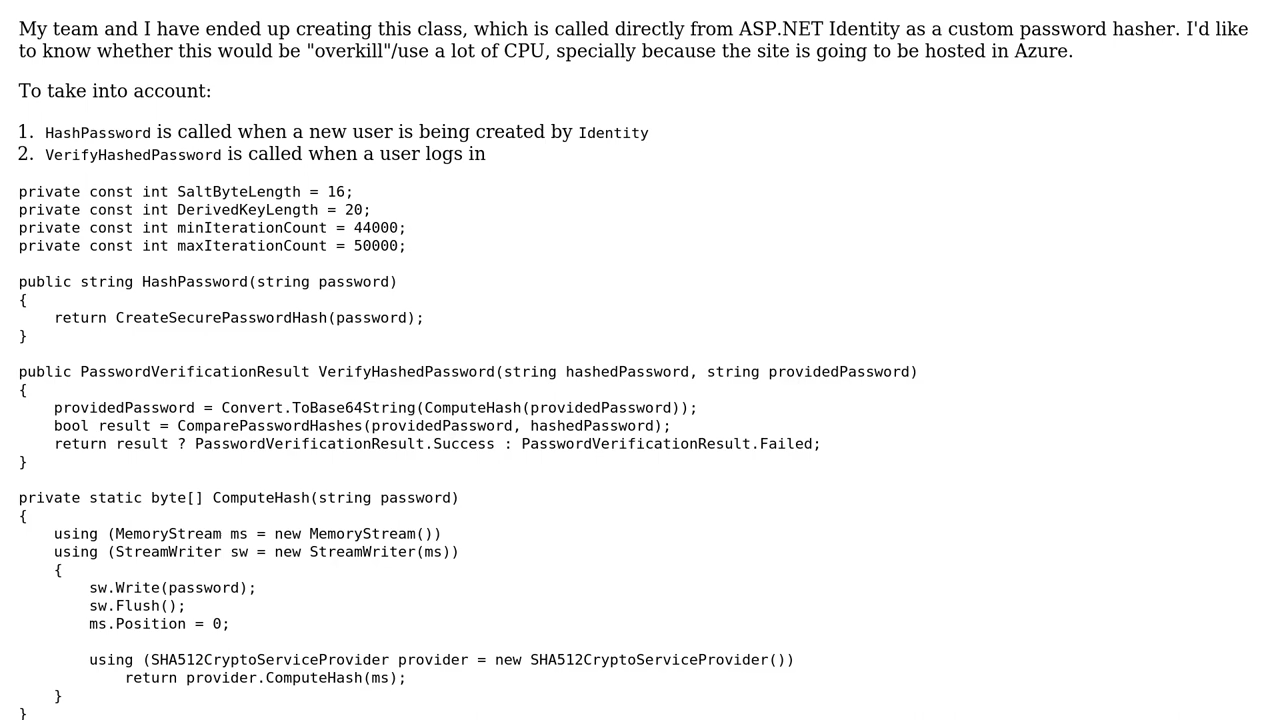 My team and I have ended up creating this class, which is called directly from ASP.NET Identity as a custom password hasher. I'd like
to know whether this would be "overkill"/use a lot of CPU, specially because the site is going to be hosted in Azure.
To take into account:
1. HashPassword is called when a new user is being created by Identity
2. VerifyHashedPassword is called when a user logs in
private const int SaltByteLength = 16;
private const int DerivedKeyLength = 20;
private const int minIterationCount = 44000;
private const int maxIterationCount = 50000;
public string HashPassword(string password)
{
    return CreateSecurePasswordHash(password);
}
public PasswordVerificationResult VerifyHashedPassword(string hashedPassword, string providedPassword)
{
    providedPassword = Convert.ToBase64String(ComputeHash(providedPassword));
    bool result = ComparePasswordHashes(providedPassword, hashedPassword);
    return result ? PasswordVerificationResult.Success : PasswordVerificationResult.Failed;
}
private static byte[] ComputeHash(string password)
{
    using (MemoryStream ms = new MemoryStream())
    using (StreamWriter sw = new StreamWriter(ms))
    {
        sw.Write(password);
        sw.Flush();
        ms.Position = 0;
        using (SHA512CryptoServiceProvider provider = new SHA512CryptoServiceProvider())
            return provider.ComputeHash(ms);
    }
}